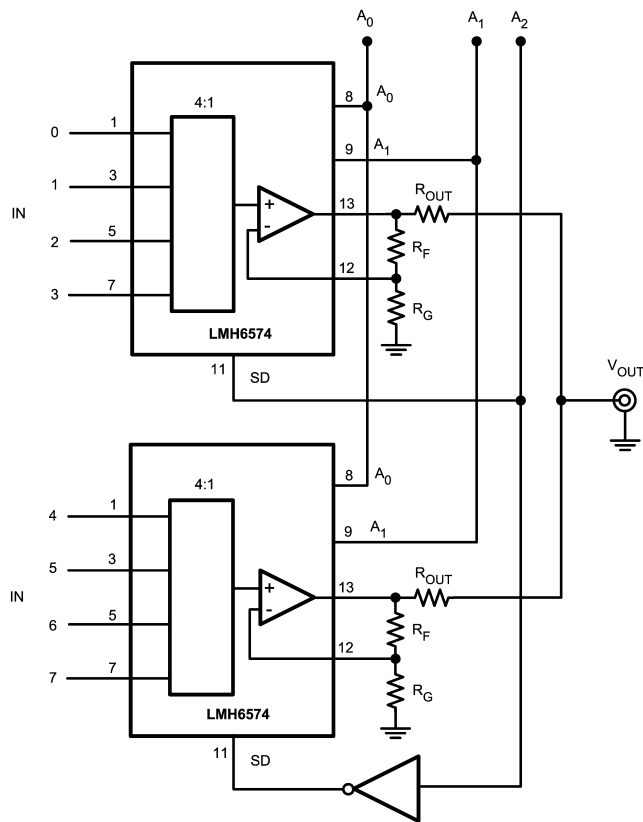 A0 A1 A2
8 A0
4:1
0 1
9 A1
1 3
IN
+
-
13 ROUT
2 5
RF
12
3 7
RG
LMH6574
11 SD
VOUT
8 A0
4:1
4 1
9 A1
5 3
IN
+
-
13 ROUT
6 5
RF
12
7 7
RG
LMH6574
11 SD